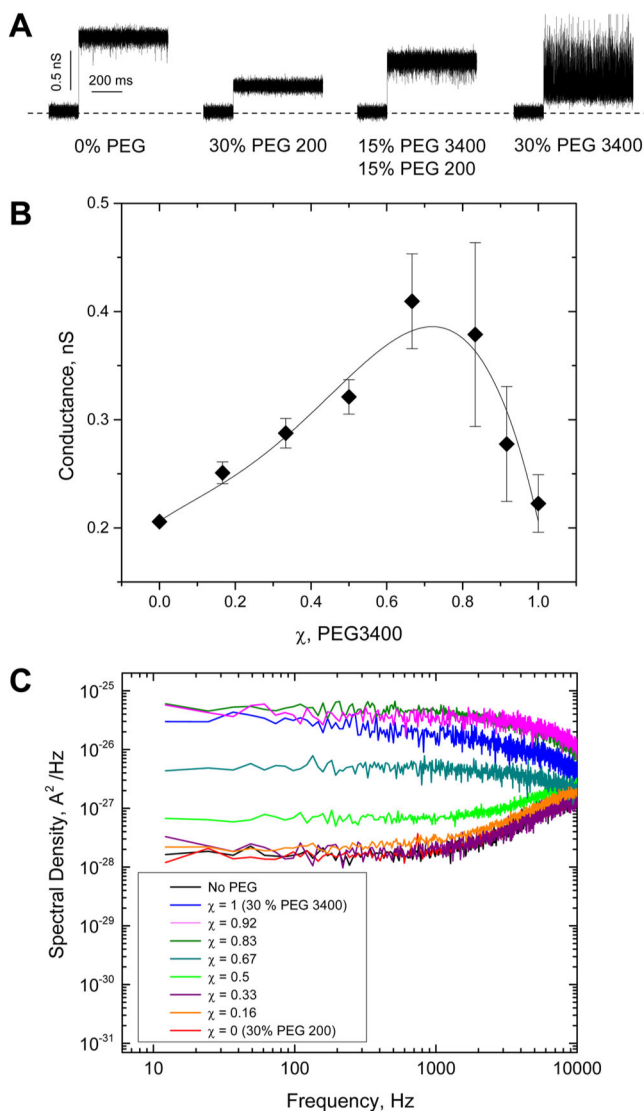 A
0.5 nS
200 ms
0% PEG
30% PEG 200
15% PEG 3400
15% PEG 200
30% PEG 3400
B
Conductance, nS
0.5
0.4
0.3
0.2
0.0
0.2
0.4
0.6
0.8
1.0
χ, PEG3400
C
Spectral Density, A²/Hz
10⁻²⁵
10⁻²⁶
10⁻²⁷
10⁻²⁸
10⁻²⁹
10⁻³⁰
10⁻³¹
No PEG
χ = 1 (30 % PEG 3400)
χ = 0.92
χ = 0.83
χ = 0.67
χ = 0.5
χ = 0.33
χ = 0.16
χ = 0 (30% PEG 200)
10
100
1000
10000
Frequency, Hz